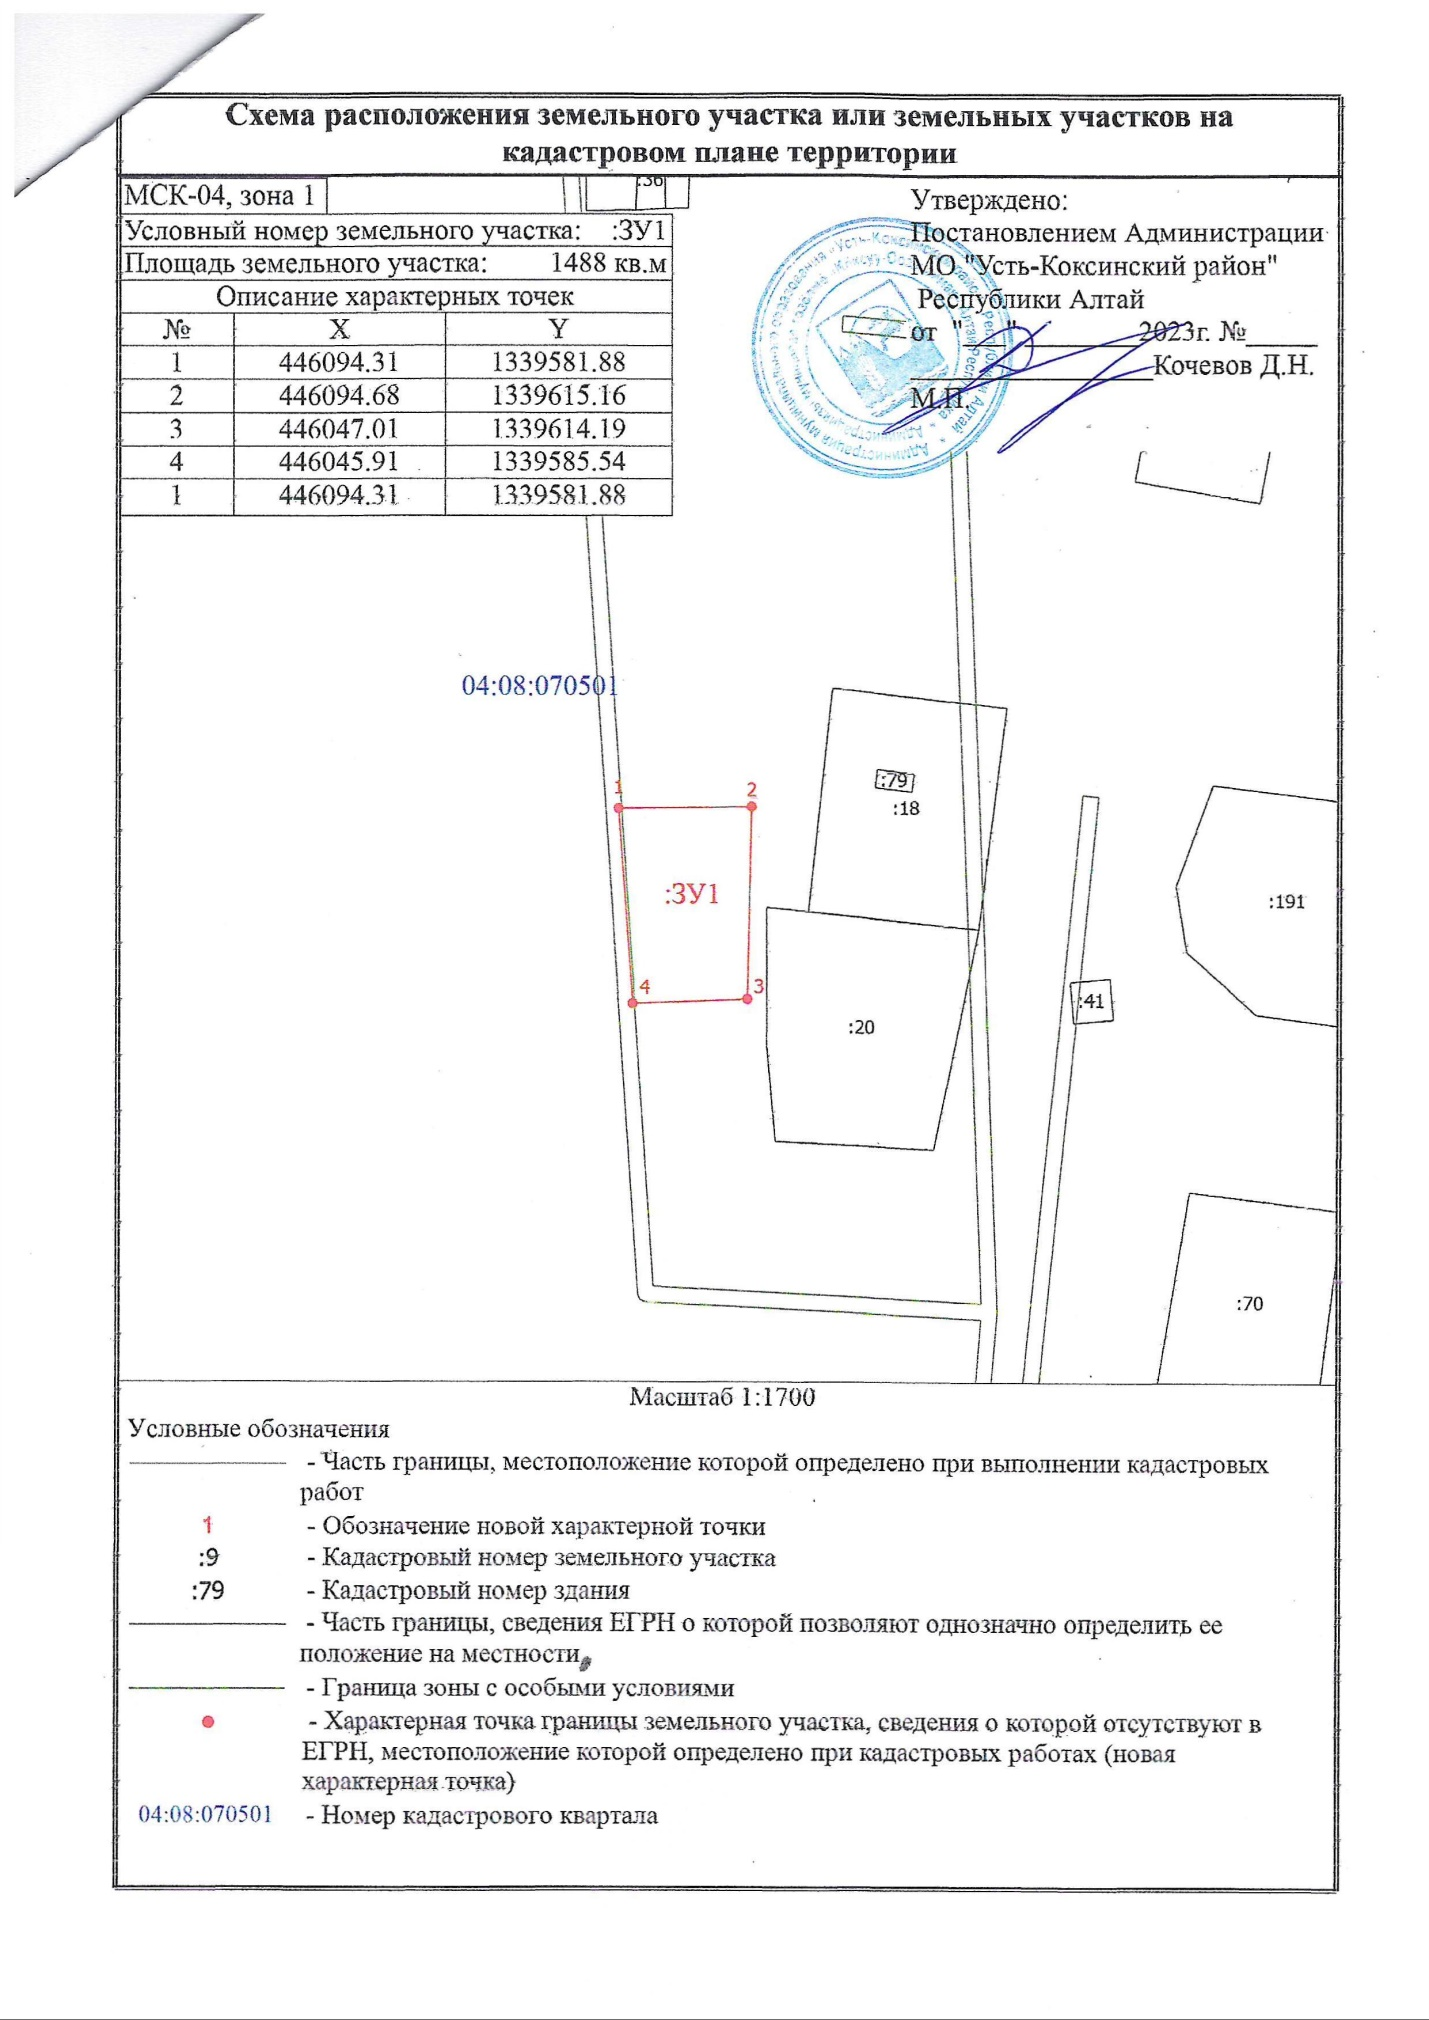 Схема расположения земельного участка или земельных участков на
кадастровом плане территории
МСК-04, зона 1
:36
Условный номер земельного участка: :ЗУ1
Площадь земельного участка: 1488 кв.м
Описание характерных точек
№ X Y
1 446094.31 1339581.88
2 446094.68 1339615.16
3 446047.01 1339614.19
4 446045.91 1339585.54
1 446094.31 1339581.88
Утверждено:
Постановлением Администрации
МО "Усть-Коксинский район"
Республики Алтай
от "___"________2023г. №_____
_________________Кочевов Д.Н.
М.П.
04:08:070501
1
2
:79
:18
:ЗУ1
:191
4
3
:41
:20
:70
Масштаб 1:1700
Условные обозначения
- Часть границы, местоположение которой определено при выполнении кадастровых
работ
1 - Обозначение новой характерной точки
:9 - Кадастровый номер земельного участка
:79 - Кадастровый номер здания
- Часть границы, сведения ЕГРН о которой позволяют однозначно определить ее
положение на местности,
- Граница зоны с особыми условиями
- Характерная точка границы земельного участка, сведения о которой отсутствуют в
ЕГРН, местоположение которой определено при кадастровых работах (новая
характерная точка)
04:08:070501 - Номер кадастрового квартала